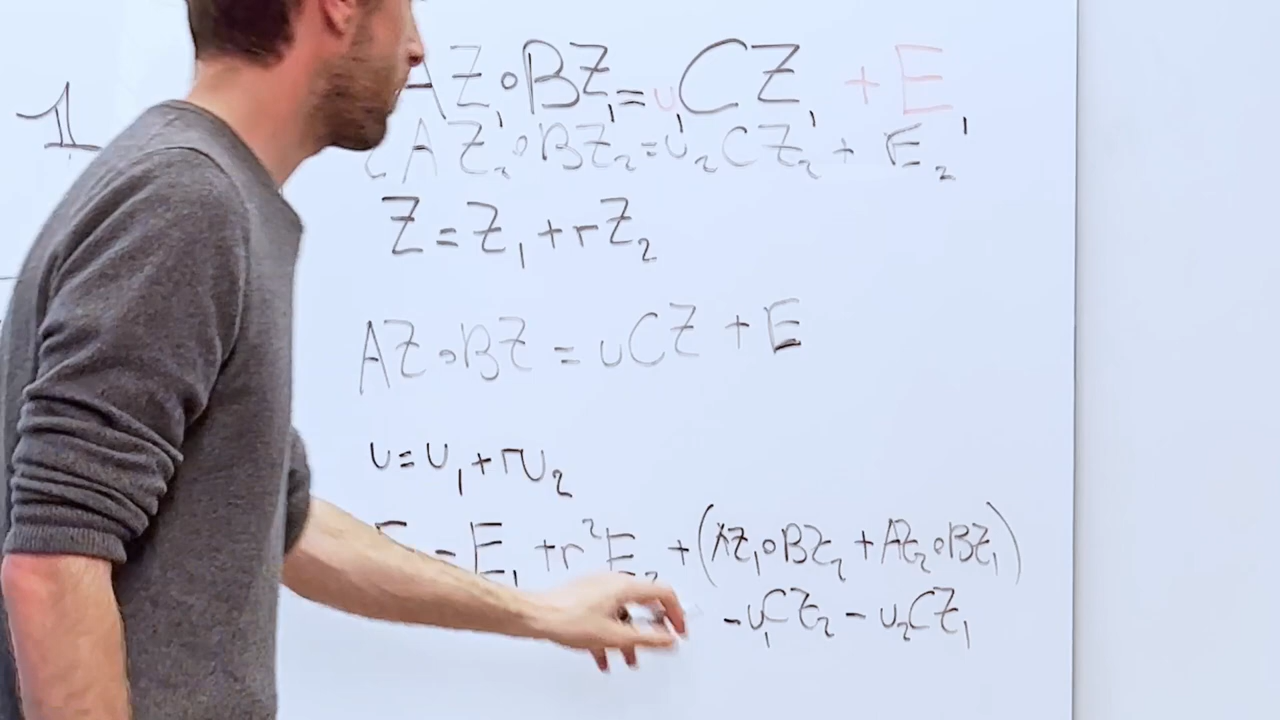 1
AZ₁∘BZ₁=u₁CZ₁+E₁
AZ₂∘BZ₂=u₂CZ₂+E₂
Z=Z₁+rZ₂
AZ∘BZ=uCZ+E
u=u₁+ru₂
E=E₁+r²E₂+(AZ₁∘BZ₂+AZ₂∘BZ₁)
-u₁CZ₂-u₂CZ₁